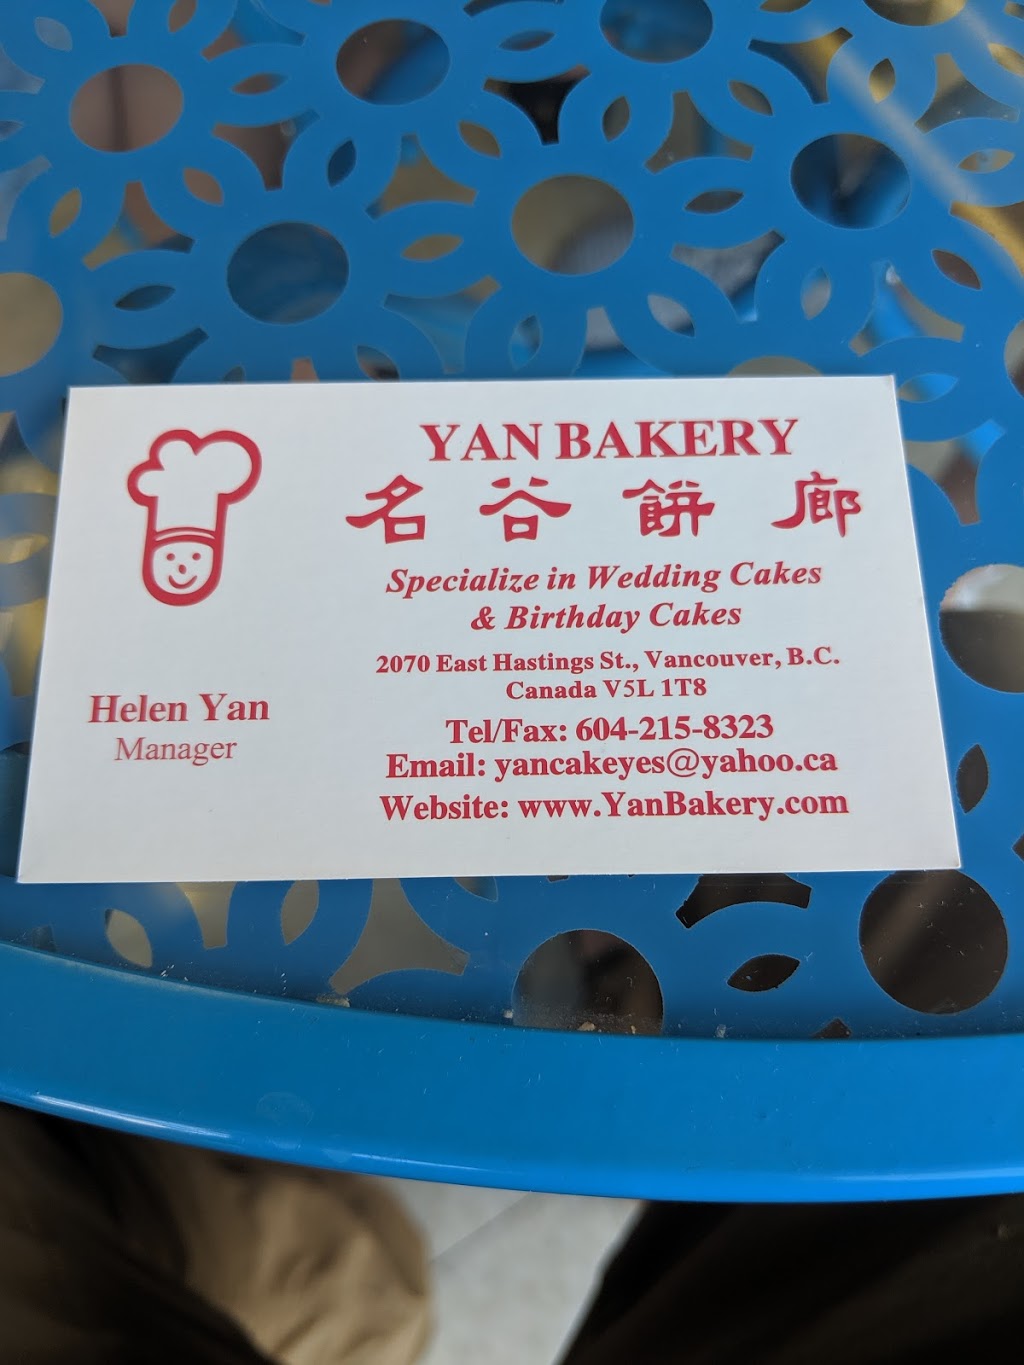 YAN BAKERY
名谷餅廊
Specialize in Wedding Cakes
& Birthday Cakes
2070 East Hastings St., Vancouver, B.C.
Canada V5L 1T8
Tel/Fax: 604-215-8323
Email: yancakeyes@yahoo.ca
Website: www.YanBakery.com
Helen Yan
Manager